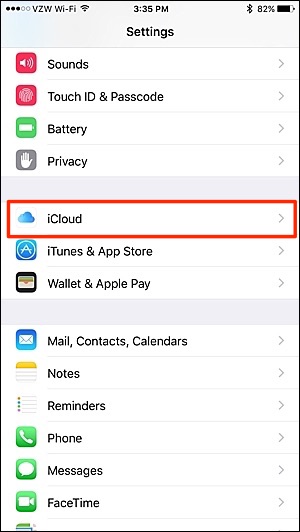 VZW Wi-Fi 3:35 PM 82%
Settings
Sounds
Touch ID & Passcode
Battery
Privacy
iCloud
iTunes & App Store
Wallet & Apple Pay
Mail, Contacts, Calendars
Notes
Reminders
Phone
Messages
FaceTime